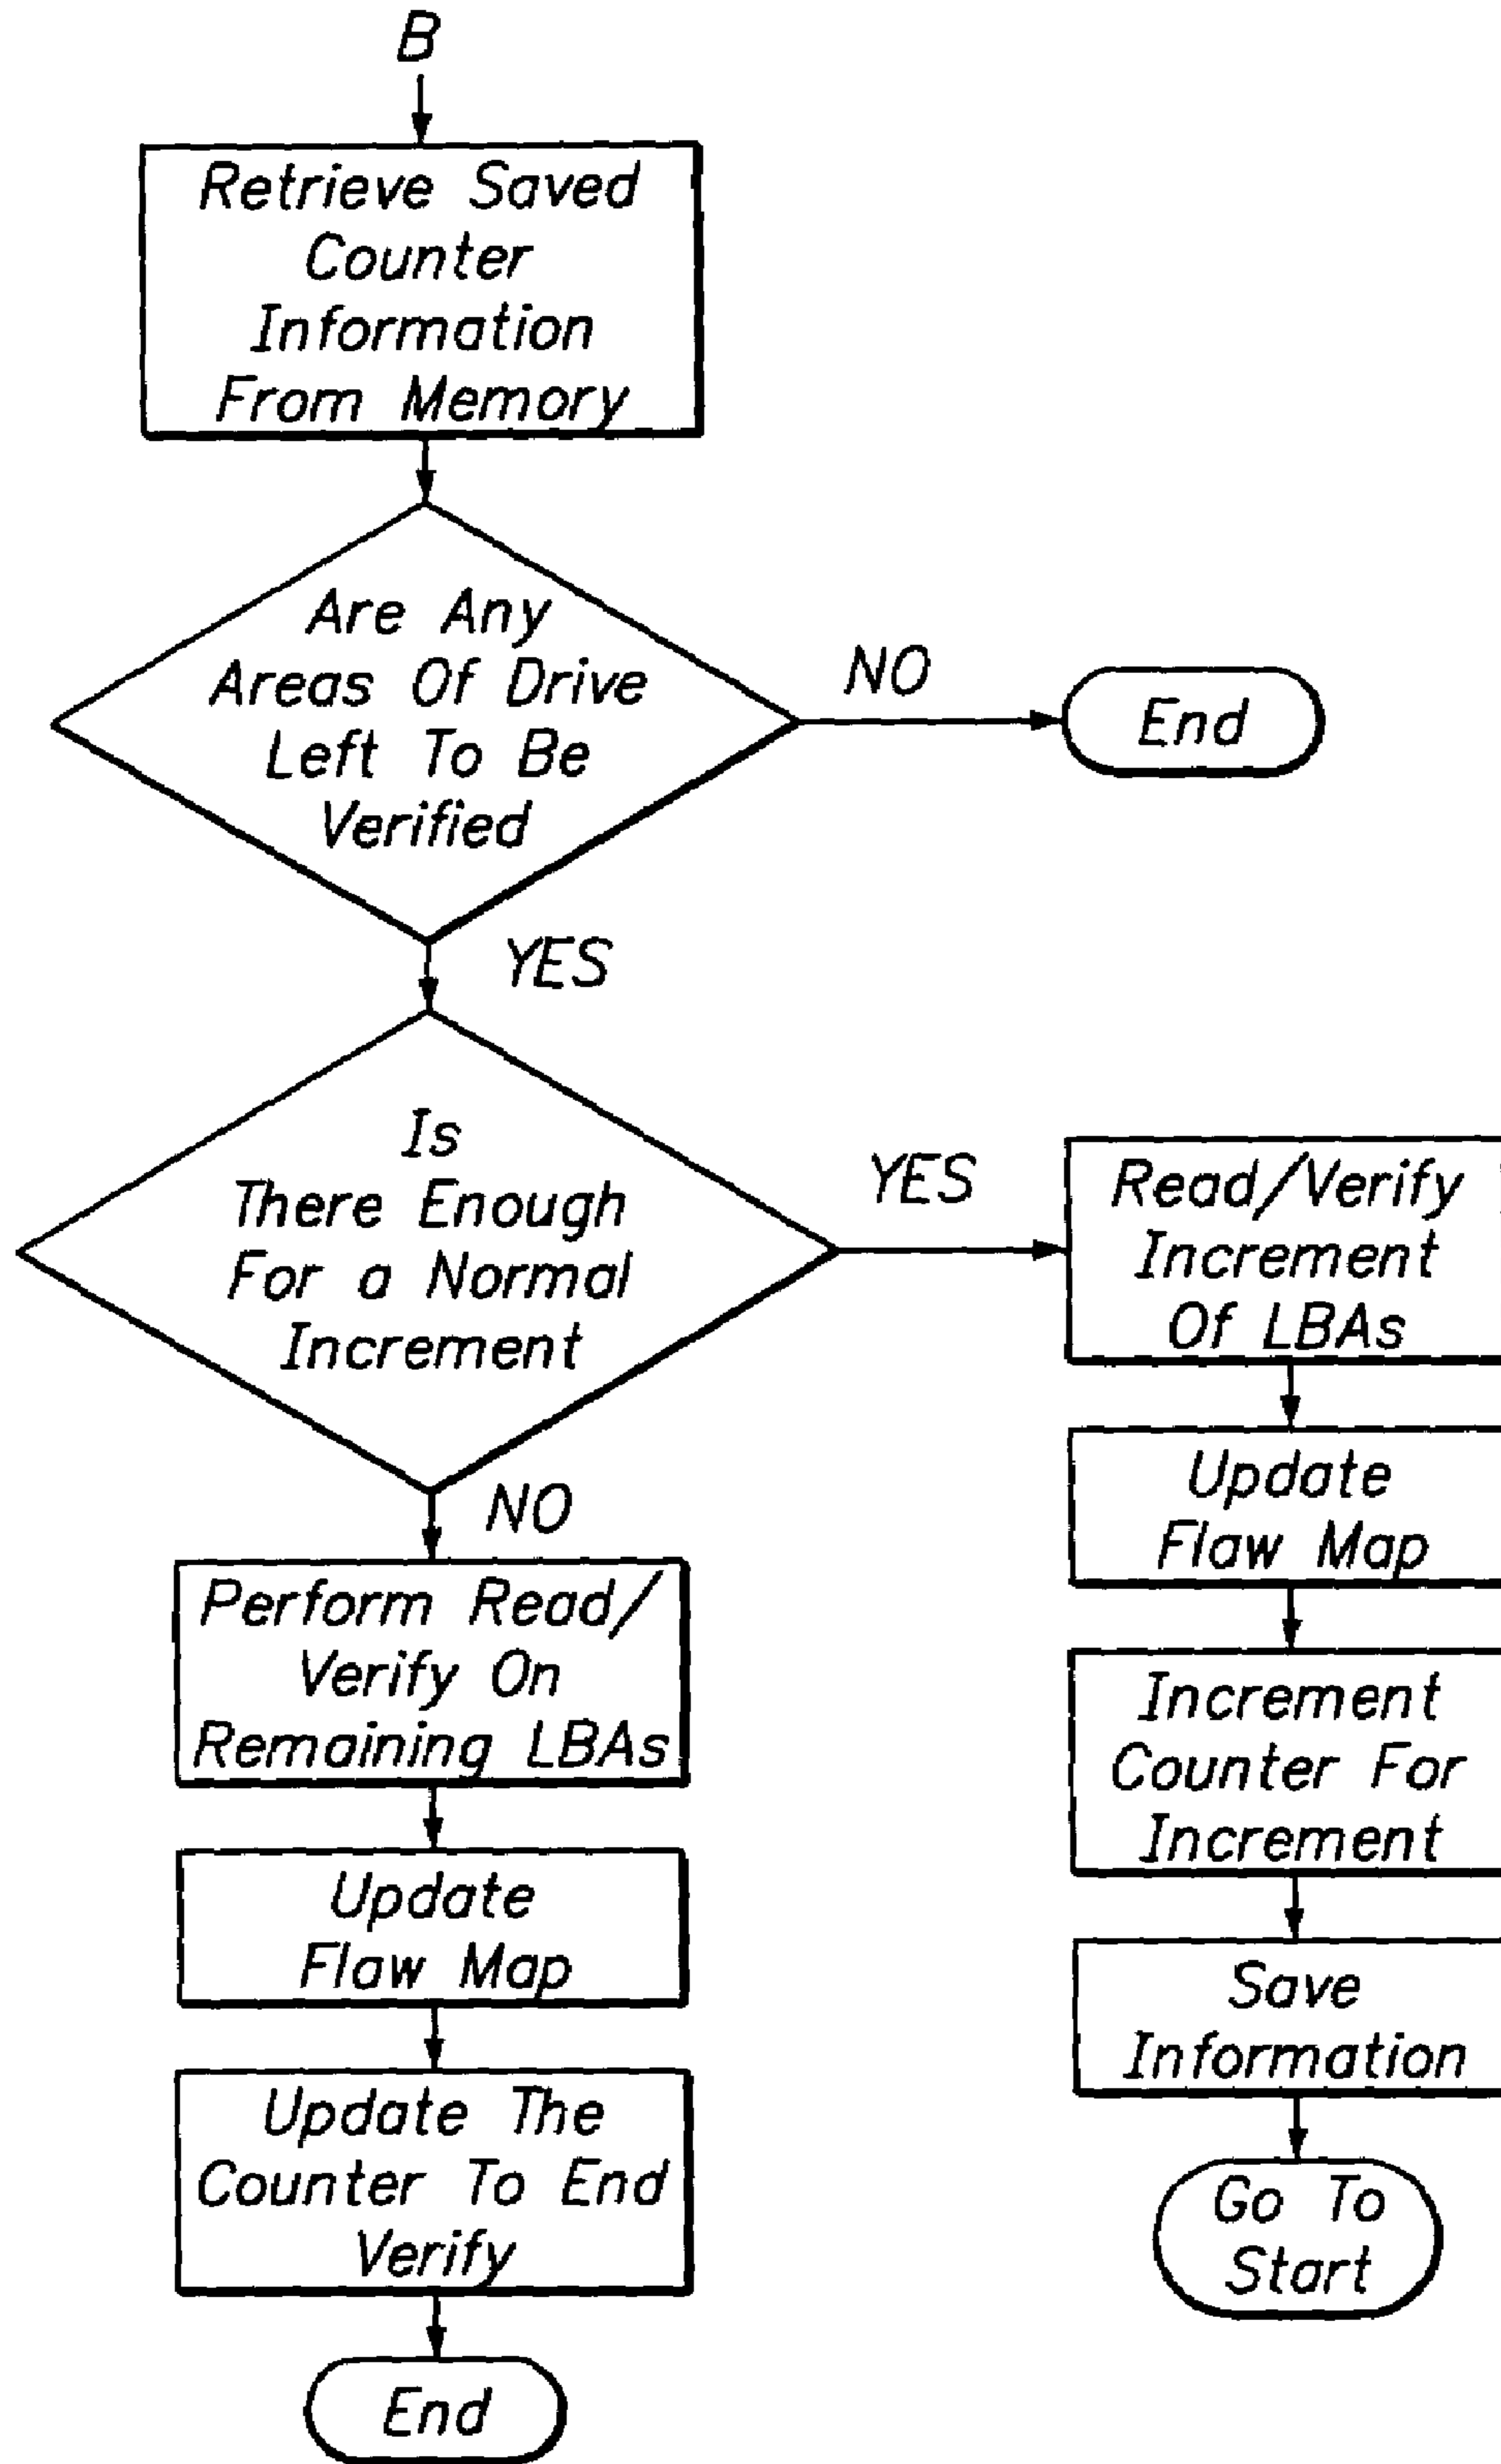 B
Retrieve Saved
Counter
Information
From Memory
Are Any
Areas Of Drive
Left To Be
Verified
NO
End
YES
Is
There Enough
For a Normal
Increment
YES
Read/Verify
Increment
Of LBAs
Update
Flaw Map
Increment
Counter For
Increment
Save
Information
Go To
Start
NO
Perform Read/
Verify On
Remaining LBAs
Update
Flaw Map
Update The
Counter To End
Verify
End